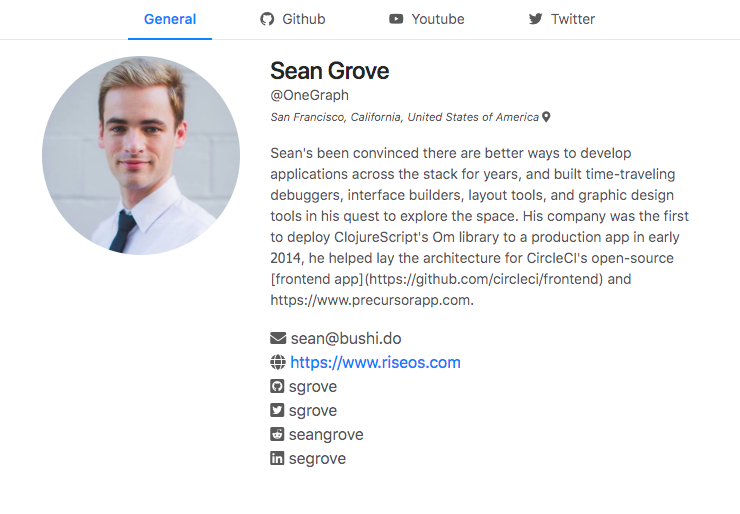 General Github Youtube Twitter
Sean Grove
@OneGraph
San Francisco, California, United States of America
Sean's been convinced there are better ways to develop
applications across the stack for years, and built time-traveling
debuggers, interface builders, layout tools, and graphic design
tools in his quest to explore the space. His company was the first
to deploy ClojureScript's Om library to a production app in early
2014, he helped lay the architecture for CircleCI's open-source
[frontend app](https://github.com/circleci/frontend) and
https://www.precursorapp.com.
sean@bushi.do
https://www.riseos.com
sgrove
sgrove
seangrove
segrove